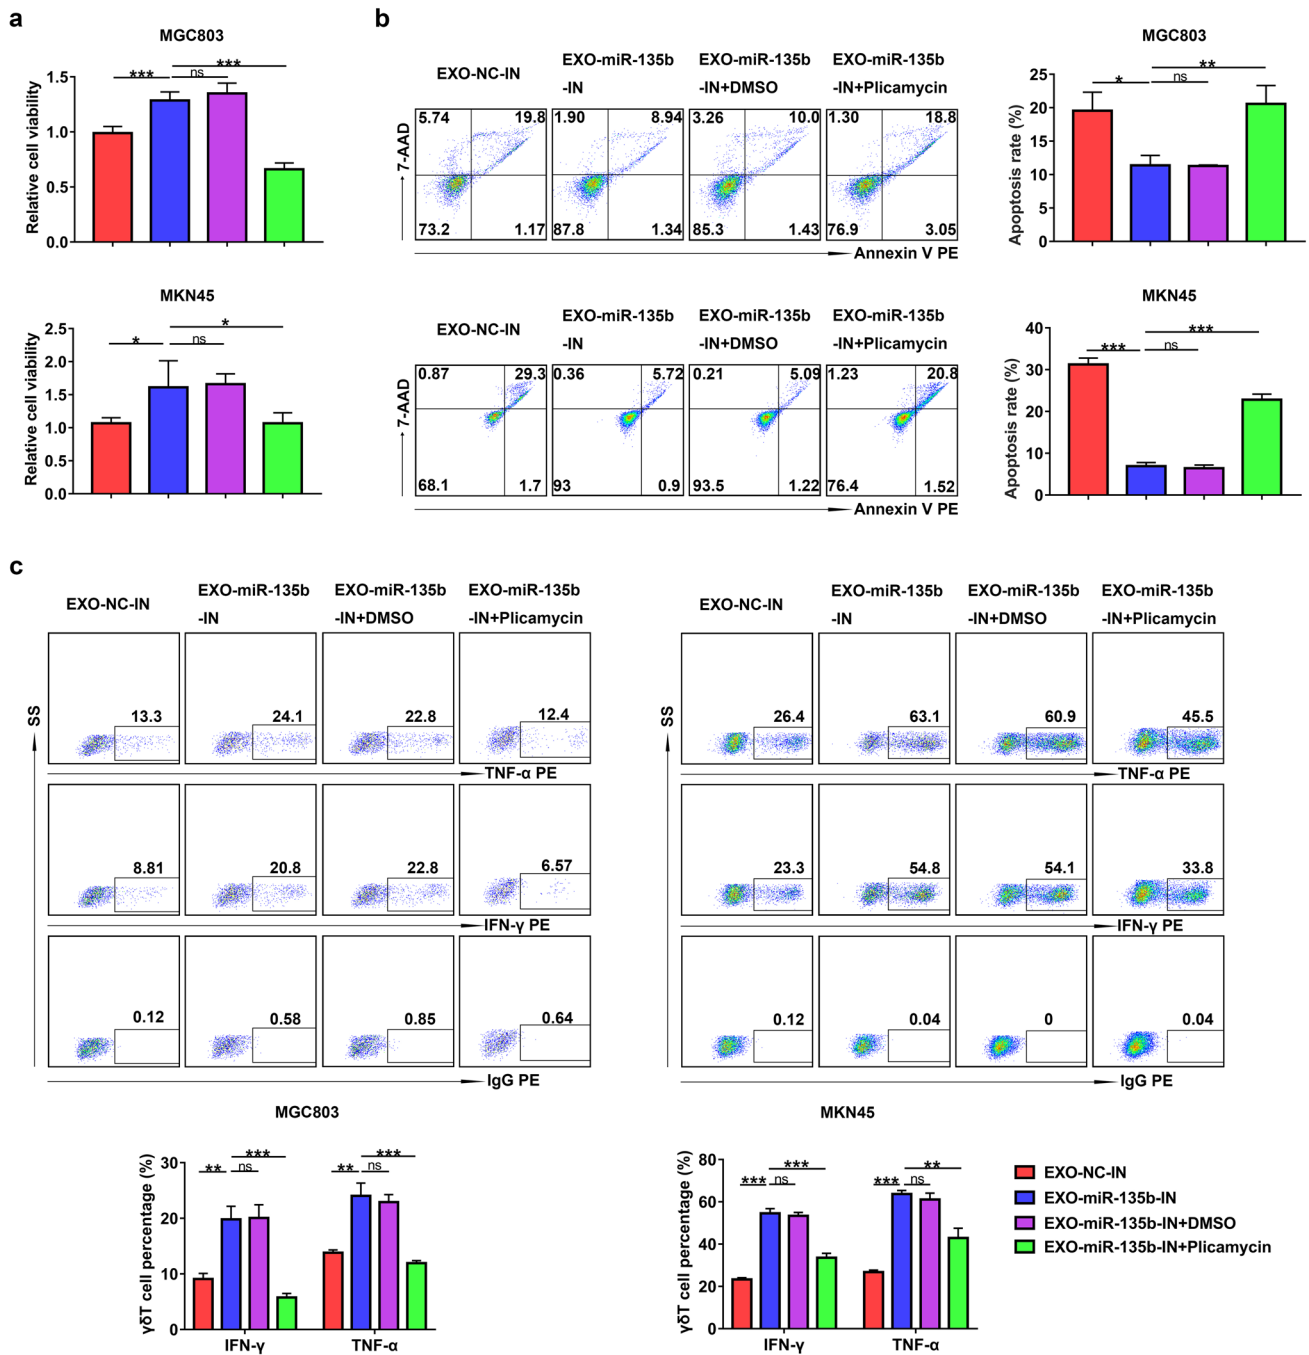 a
MGC803
Relative cell viability
1.5
1.0
0.5
0.0
***
ns
***
MKN45
Relative cell viability
2.5
2.0
1.5
1.0
0.5
0.0
*
ns
*
b
EXO-NC-IN
EXO-miR-135b
-IN
EXO-miR-135b
-IN+DMSO
EXO-miR-135b
-IN+Plicamycin
7-AAD
5.74 19.8
73.2 1.17
1.90 8.94
87.8 1.34
3.26 10.0
85.3 1.43
1.30 18.8
76.9 3.05
Annexin V PE
MGC803
Apoptosis rate (%)
25
20
15
10
5
0
*
ns
**
EXO-NC-IN
EXO-miR-135b
-IN
EXO-miR-135b
-IN+DMSO
EXO-miR-135b
-IN+Plicamycin
7-AAD
0.87 29.3
68.1 1.7
0.36 5.72
93 0.9
0.21 5.09
93.5 1.22
1.23 20.8
76.4 1.52
Annexin V PE
MKN45
Apoptosis rate (%)
40
30
20
10
0
***
ns
***
c
EXO-NC-IN
EXO-miR-135b
-IN
EXO-miR-135b
-IN+DMSO
EXO-miR-135b
-IN+Plicamycin
SS
13.3 24.1 22.8 12.4
TNF-α PE
8.81 20.8 22.8 6.57
IFN-γ PE
0.12 0.58 0.85 0.64
IgG PE
EXO-NC-IN
EXO-miR-135b
-IN
EXO-miR-135b
-IN+DMSO
EXO-miR-135b
-IN+Plicamycin
SS
26.4 63.1 60.9 45.5
TNF-α PE
23.3 54.8 54.1 33.8
IFN-γ PE
0.12 0.04 0 0.04
IgG PE
MGC803
γδT cell percentage (%)
30
20
10
0
** ns ***
** ns ***
IFN-γ TNF-α
MKN45
γδT cell percentage (%)
80
60
40
20
0
*** ns ***
*** ns **
IFN-γ TNF-α
EXO-NC-IN
EXO-miR-135b-IN
EXO-miR-135b-IN+DMSO
EXO-miR-135b-IN+Plicamycin